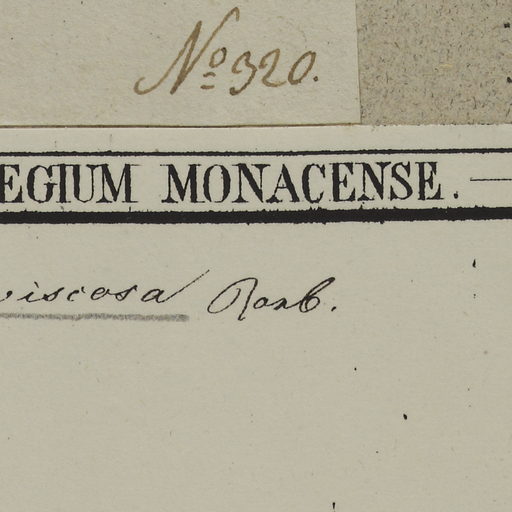 No 320.
EGIUM MONACENSE. —
viscosa Roxb.